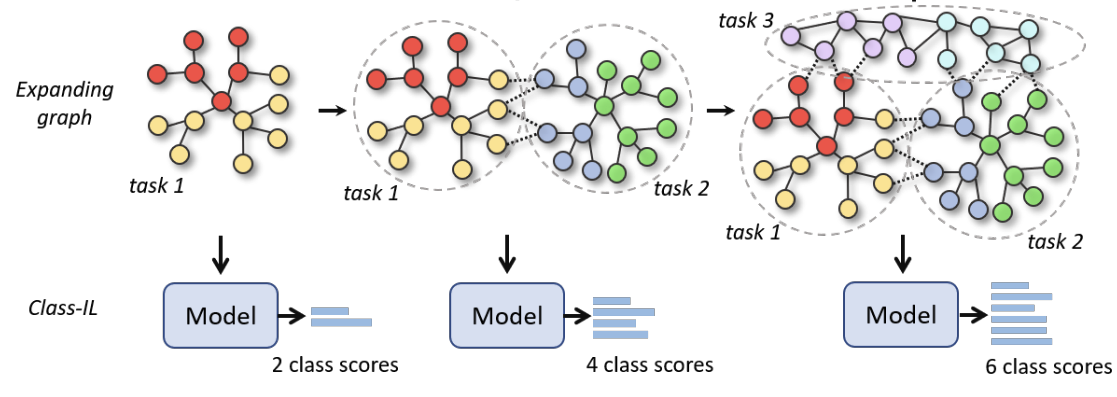 task 3
Expanding
graph
task 1
task 1
task 2
task 1
task 2
Class-IL
Model
Model
Model
2 class scores
4 class scores
6 class scores